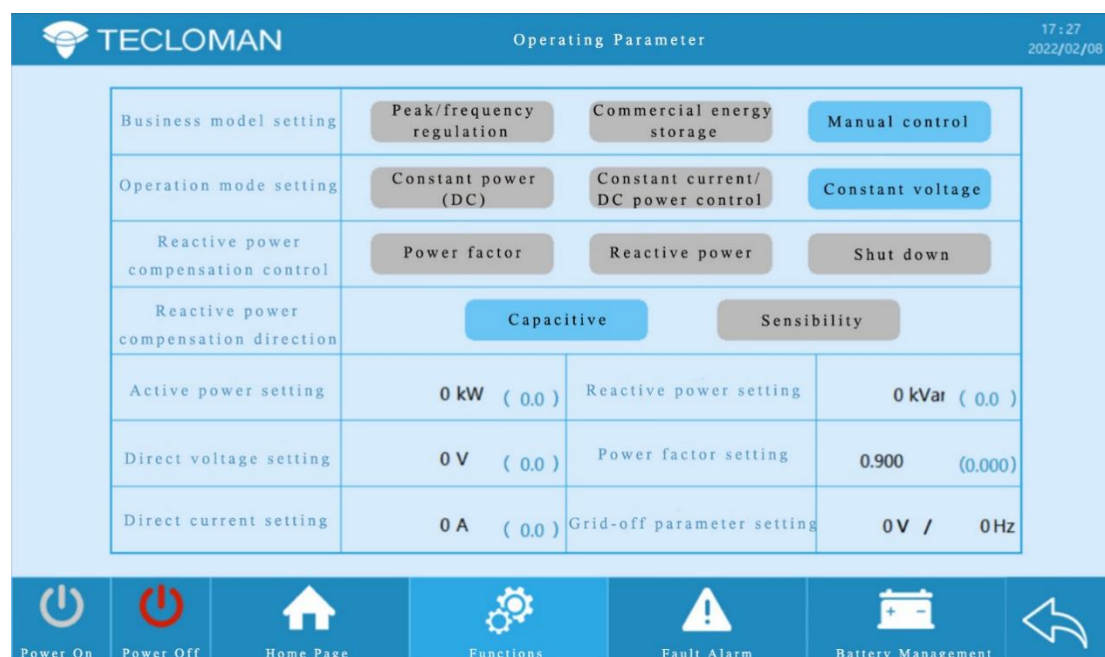 TECLOMAN
Operating Parameter
17:27
2022/02/08
Business model setting
Peak/frequency
regulation
Commercial energy
storage
Manual control
Operation mode setting
Constant power
(DC)
Constant current/
DC power control
Constant voltage
Reactive power
compensation control
Power factor
Reactive power
Shut down
Reactive power
compensation direction
Capacitive
Sensibility
Active power setting
0 kW ( 0.0 )
Reactive power setting
0 kVar ( 0.0 )
Direct voltage setting
0 V ( 0.0 )
Power factor setting
0.900 (0.000)
Direct current setting
0 A ( 0.0 )
Grid-off parameter setting
0 V / 0 Hz
Power On
Power Off
Home Page
Functions
Fault Alarm
Battery Management